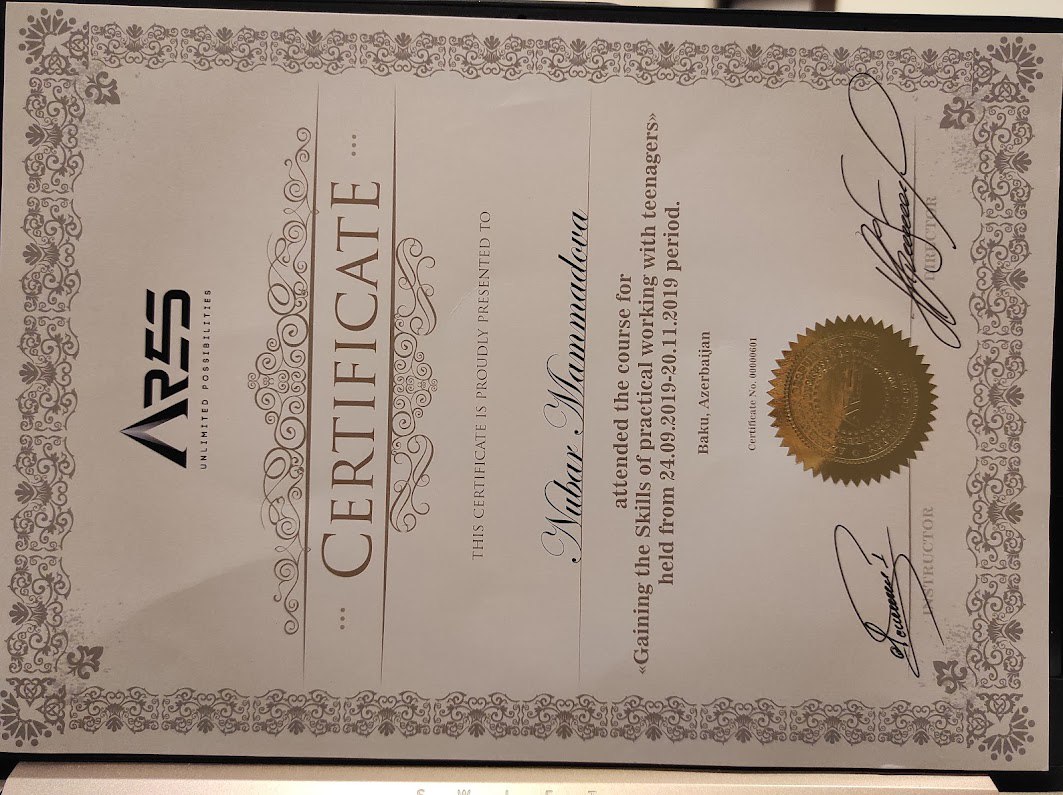 ARES
UNLIMITED POSSIBILITIES
... CERTIFICATE ...
THIS CERTIFICATE IS PROUDLY PRESENTED TO
Nubar Mammadova
attended the course for
«Gaining the Skills of practical working with teenagers»
held from 24.09.2019-20.11.2019 period.
Baku, Azerbaijan
Certificate No. 00000601
INSTRUCTOR
DIRECTOR